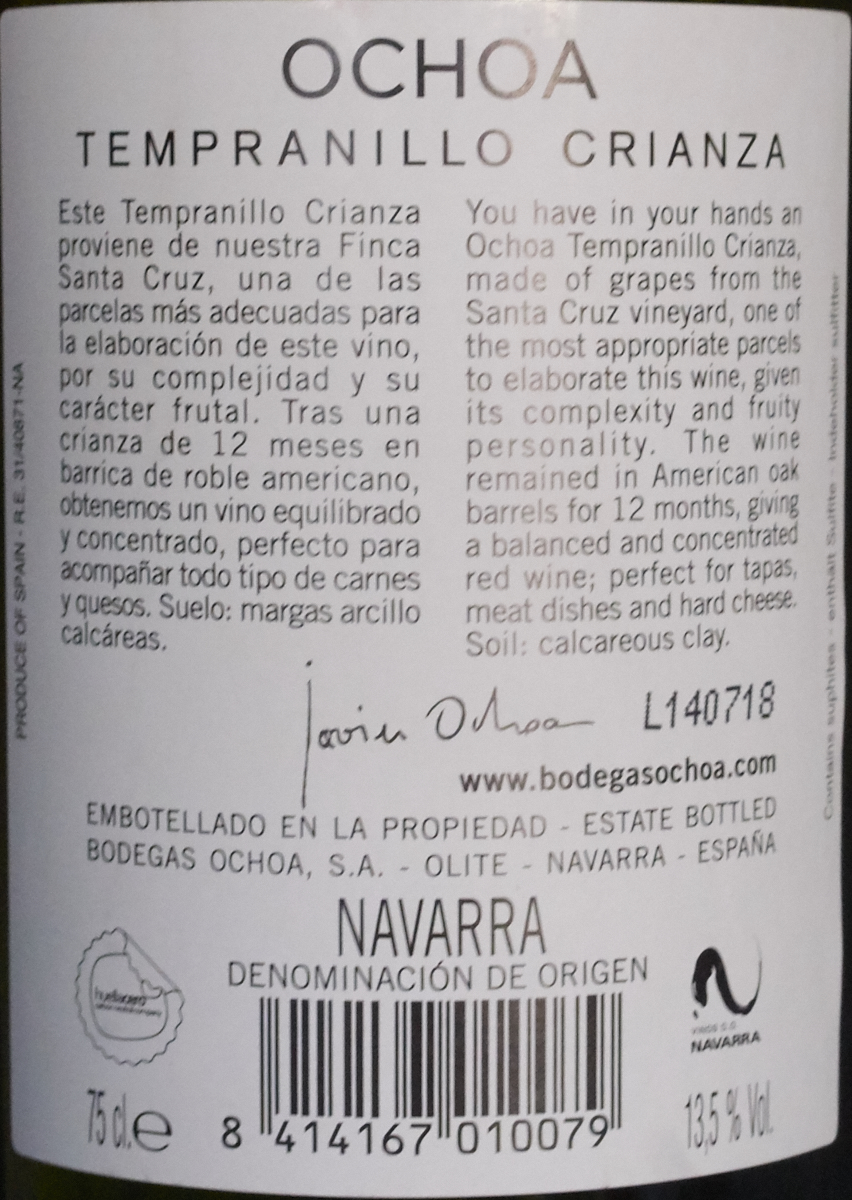 OCHOA
TEMPRANILLO CRIANZA
Este Tempranillo Crianza
proviene de nuestra Finca
Santa Cruz, una de las
parcelas más adecuadas para
la elaboración de este vino,
por su complejidad y su
carácter frutal. Tras una
crianza de 12 meses en
barrica de roble americano,
obtenemos un vino equilibrado
y concentrado, perfecto para
acompañar todo tipo de carnes
y quesos. Suelo: margas arcillo
calcáreas.
You have in your hands an
Ochoa Tempranillo Crianza,
made of grapes from the
Santa Cruz vineyard, one of
the most appropriate parcels
to elaborate this wine, given
its complexity and fruity
personality. The wine
remained in American oak
barrels for 12 months, giving
a balanced and concentrated
red wine; perfect for tapas,
meat dishes and hard cheese.
Soil: calcareous clay.
PRODUCE OF SPAIN - R.E. 31/40871-NA
Contains suphites - enthält Sulfite - Indeholder sulfitter
Javier Ochoa
L140718
www.bodegasochoa.com
EMBOTELLADO EN LA PROPIEDAD - ESTATE BOTTLED
BODEGAS OCHOA, S.A. - OLITE - NAVARRA - ESPAÑA
NAVARRA
DENOMINACIÓN DE ORIGEN
huellacero
VINOS D.O.
NAVARRA
75 cl. e
8 414167 010079
13,5 % Vol.